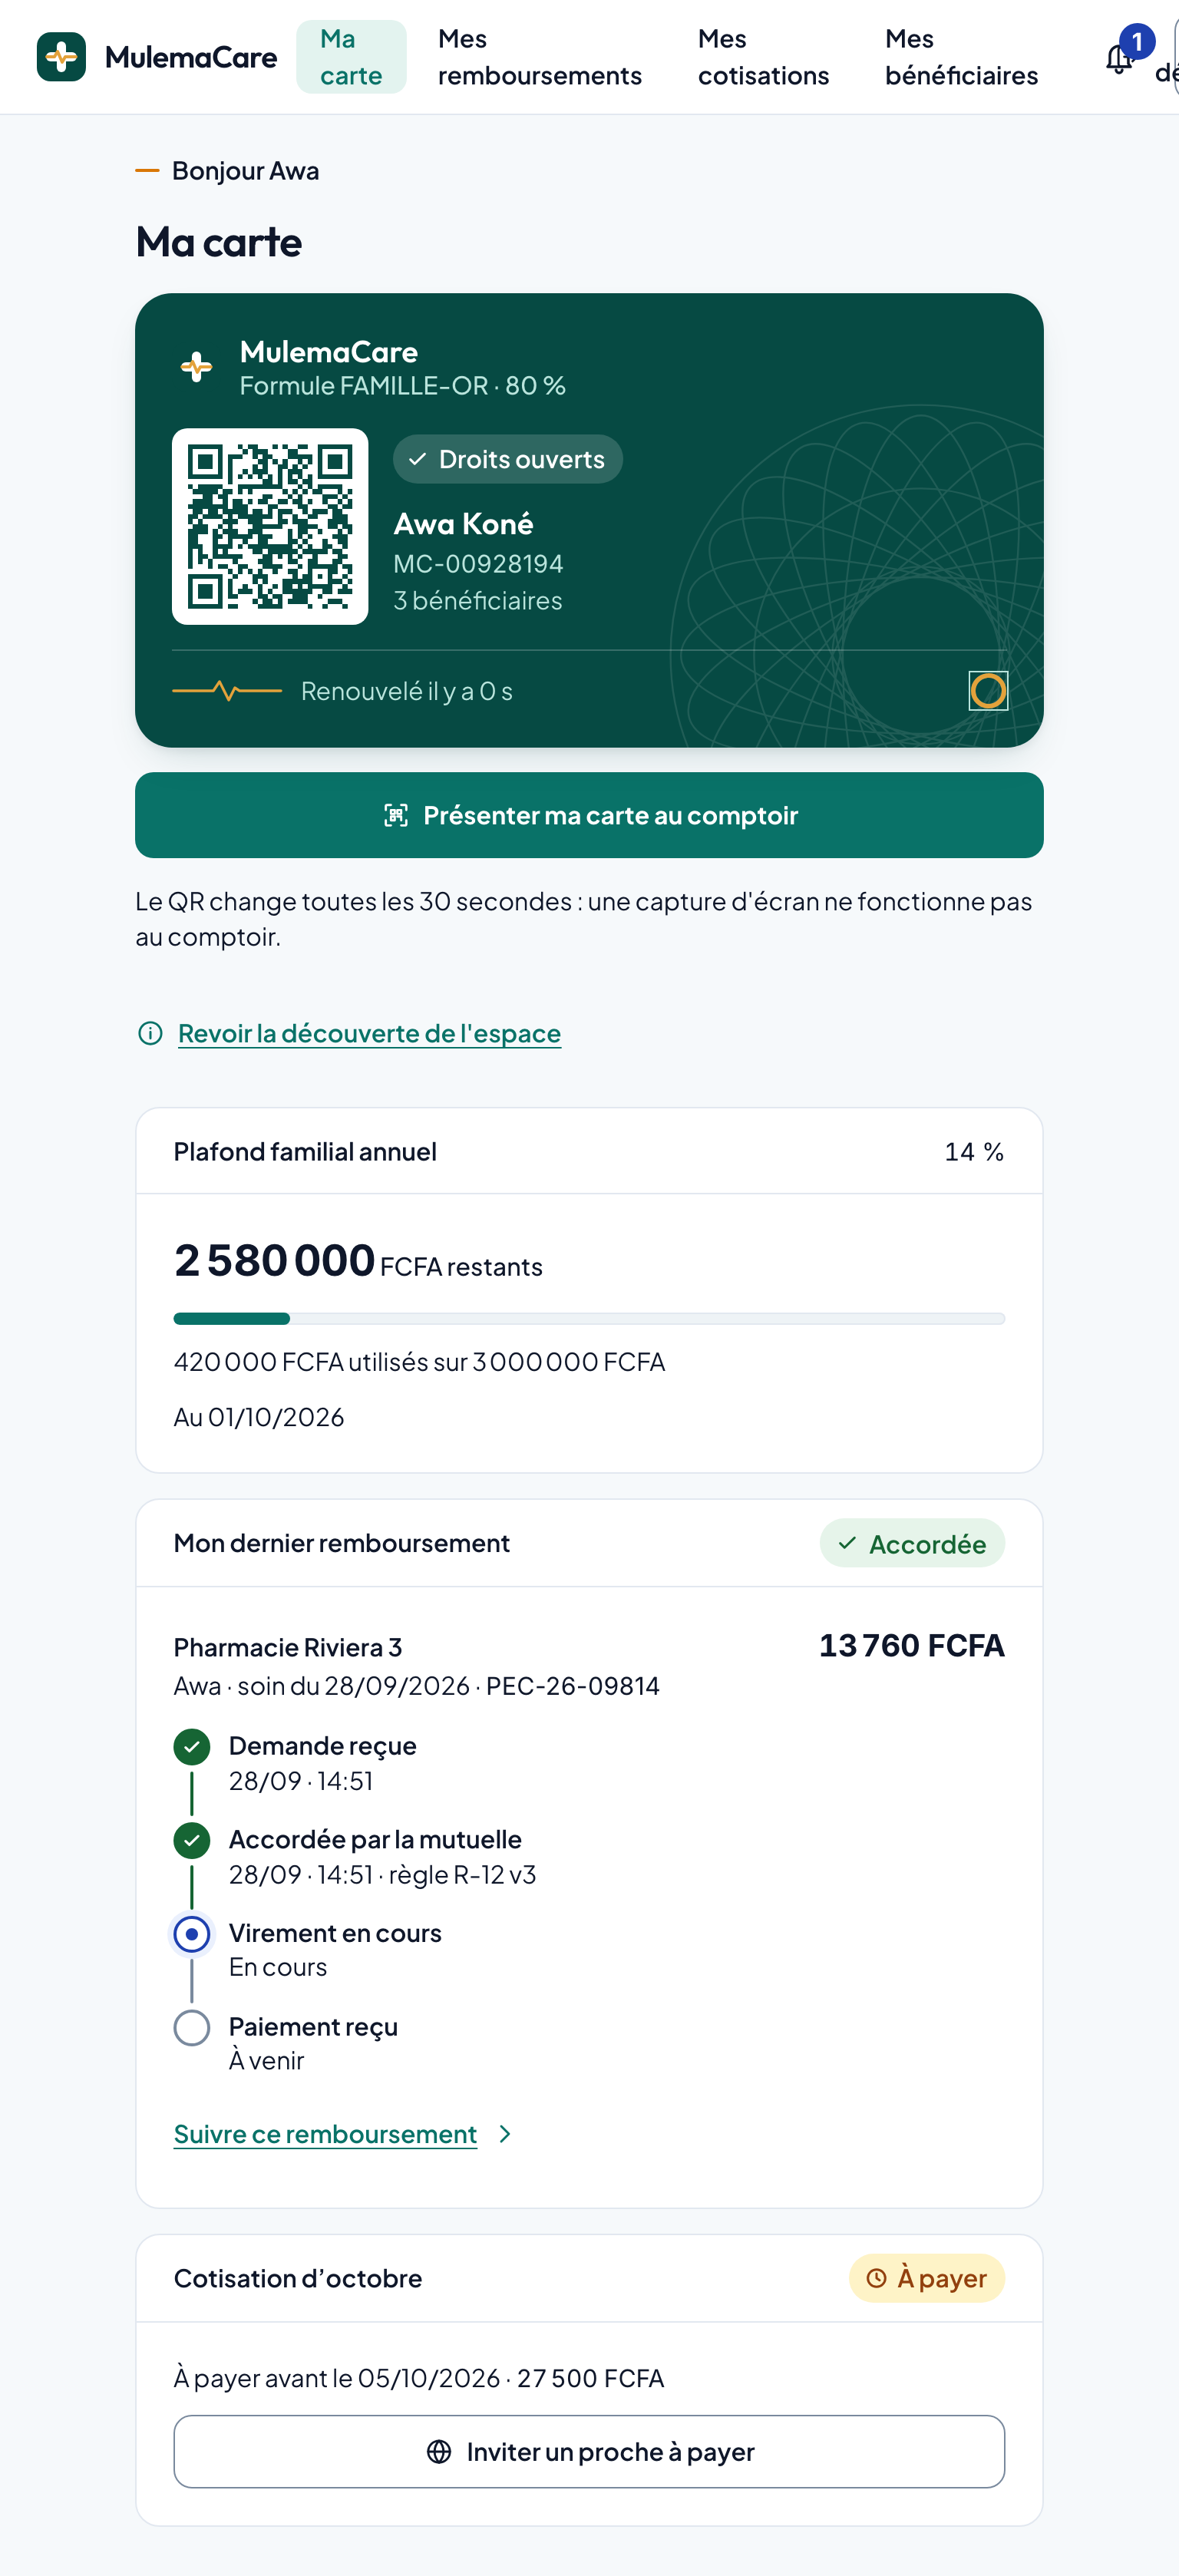 MulemaCare
Ma
carte
Mes
remboursements
Mes
cotisations
Mes
bénéficiaires
1
Bonjour Awa
Ma carte
MulemaCare
Formule FAMILLE-OR · 80 %
Droits ouverts
Awa Koné
MC-00928194
3 bénéficiaires
Renouvelé il y a 0 s
Présenter ma carte au comptoir
Le QR change toutes les 30 secondes : une capture d'écran ne fonctionne pas
au comptoir.
Revoir la découverte de l'espace
Plafond familial annuel
14 %
2 580 000 FCFA restants
420 000 FCFA utilisés sur 3 000 000 FCFA
Au 01/10/2026
Mon dernier remboursement
Accordée
Pharmacie Riviera 3
13 760 FCFA
Awa · soin du 28/09/2026 · PEC-26-09814
Demande reçue
28/09 · 14:51
Accordée par la mutuelle
28/09 · 14:51 · règle R-12 v3
Virement en cours
En cours
Paiement reçu
À venir
Suivre ce remboursement
Cotisation d’octobre
À payer
À payer avant le 05/10/2026 · 27 500 FCFA
Inviter un proche à payer